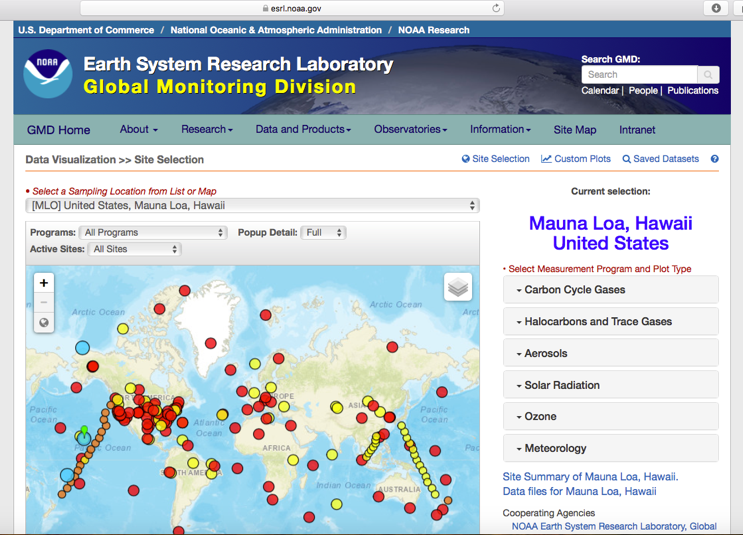 esrl.noaa.gov
U.S. Department of Commerce / National Oceanic & Atmospheric Administration / NOAA Research
NOAA
Earth System Research Laboratory
Global Monitoring Division
Search GMD:
Search
Calendar | People | Publications
GMD Home About Research Data and Products Observatories Information Site Map Intranet
Data Visualization >> Site Selection
Site Selection Custom Plots Saved Datasets ?
• Select a Sampling Location from List or Map
[MLO] United States, Mauna Loa, Hawaii
Programs: All Programs Popup Detail: Full
Active Sites: All Sites
+
−
Arctic Ocean
Arctic Ocean
Pacific Ocean
Atlantic Ocean
ASIA
Pacific Ocean
AFRICA
Indian Ocean
AUSTRALIA
Current selection:
Mauna Loa, Hawaii
United States
• Select Measurement Program and Plot Type
Carbon Cycle Gases
Halocarbons and Trace Gases
Aerosols
Solar Radiation
Ozone
Meteorology
Site Summary of Mauna Loa, Hawaii.
Data files for Mauna Loa, Hawaii
Cooperating Agencies
NOAA Earth System Research Laboratory, Global